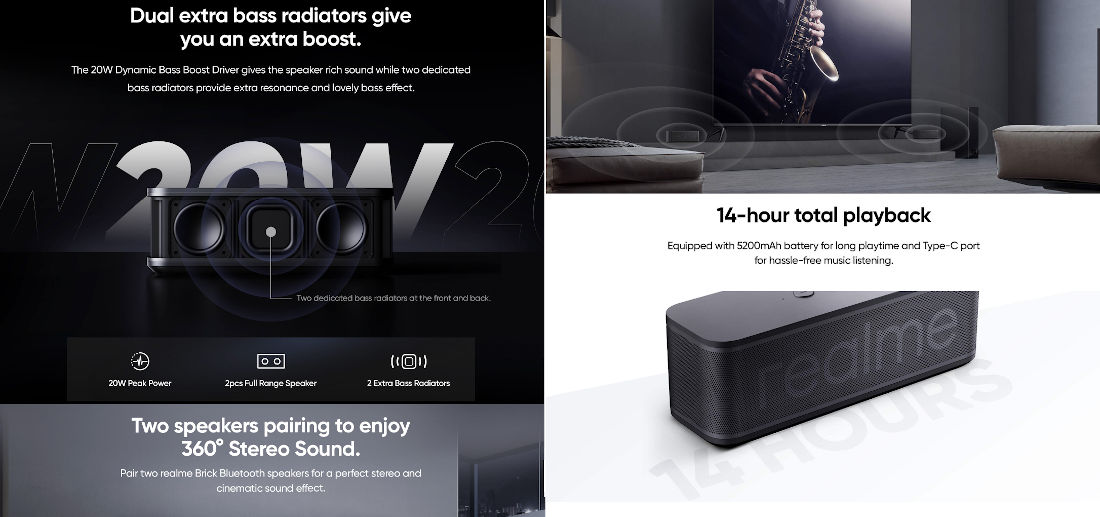 Dual extra bass radiators give
you an extra boost.
The 20W Dynamic Bass Boost Driver gives the speaker rich sound while two dedicated
bass radiators provide extra resonance and lovely bass effect.
W 20W 20
Two dedicated bass radiators at the front and back.
20W Peak Power
2pcs Full Range Speaker
2 Extra Bass Radiators
Two speakers pairing to enjoy
360° Stereo Sound.
Pair two realme Brick Bluetooth speakers for a perfect stereo and
cinematic sound effect.
14-hour total playback
Equipped with 5200mAh battery for long playtime and Type-C port
for hassle-free music listening.
realme
14 HOURS